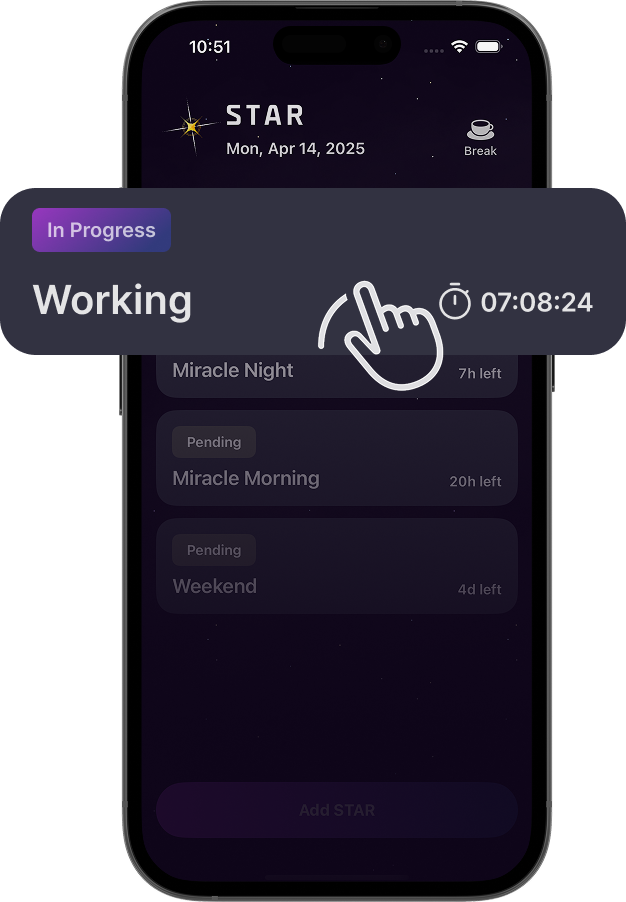 10:51
STAR
Mon, Apr 14, 2025
Break
In Progress
Working
07:08:24
Miracle Night
7h left
Pending
Miracle Morning
20h left
Pending
Weekend
4d left
Add STAR